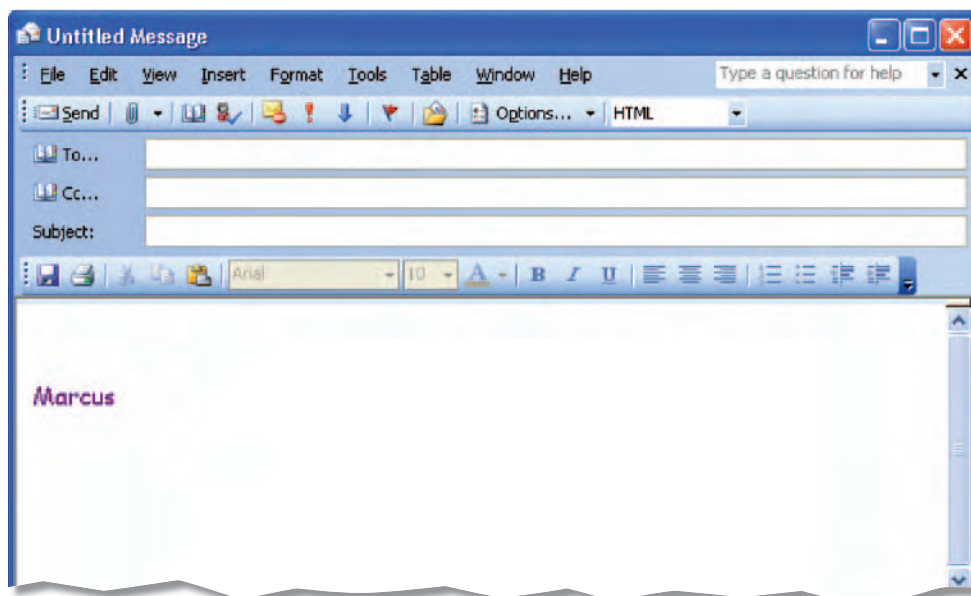 Untitled Message
File Edit View Insert Format Tools Table Window Help Type a question for help
Send Options... HTML
To...
Cc...
Subject:
Arial 10 A B I U
Marcus